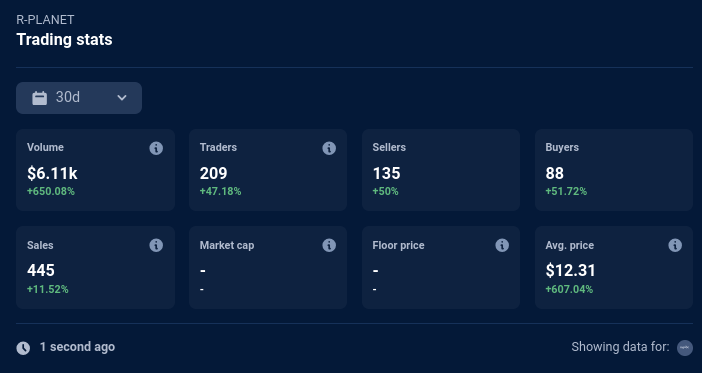 R-PLANET
Trading stats
30d
Volume
$6.11k
+650.08%
Traders
209
+47.18%
Sellers
135
+50%
Buyers
88
+51.72%
Sales
445
+11.52%
Market cap
-
-
Floor price
-
-
Avg. price
$12.31
+607.04%
1 second ago
Showing data for: